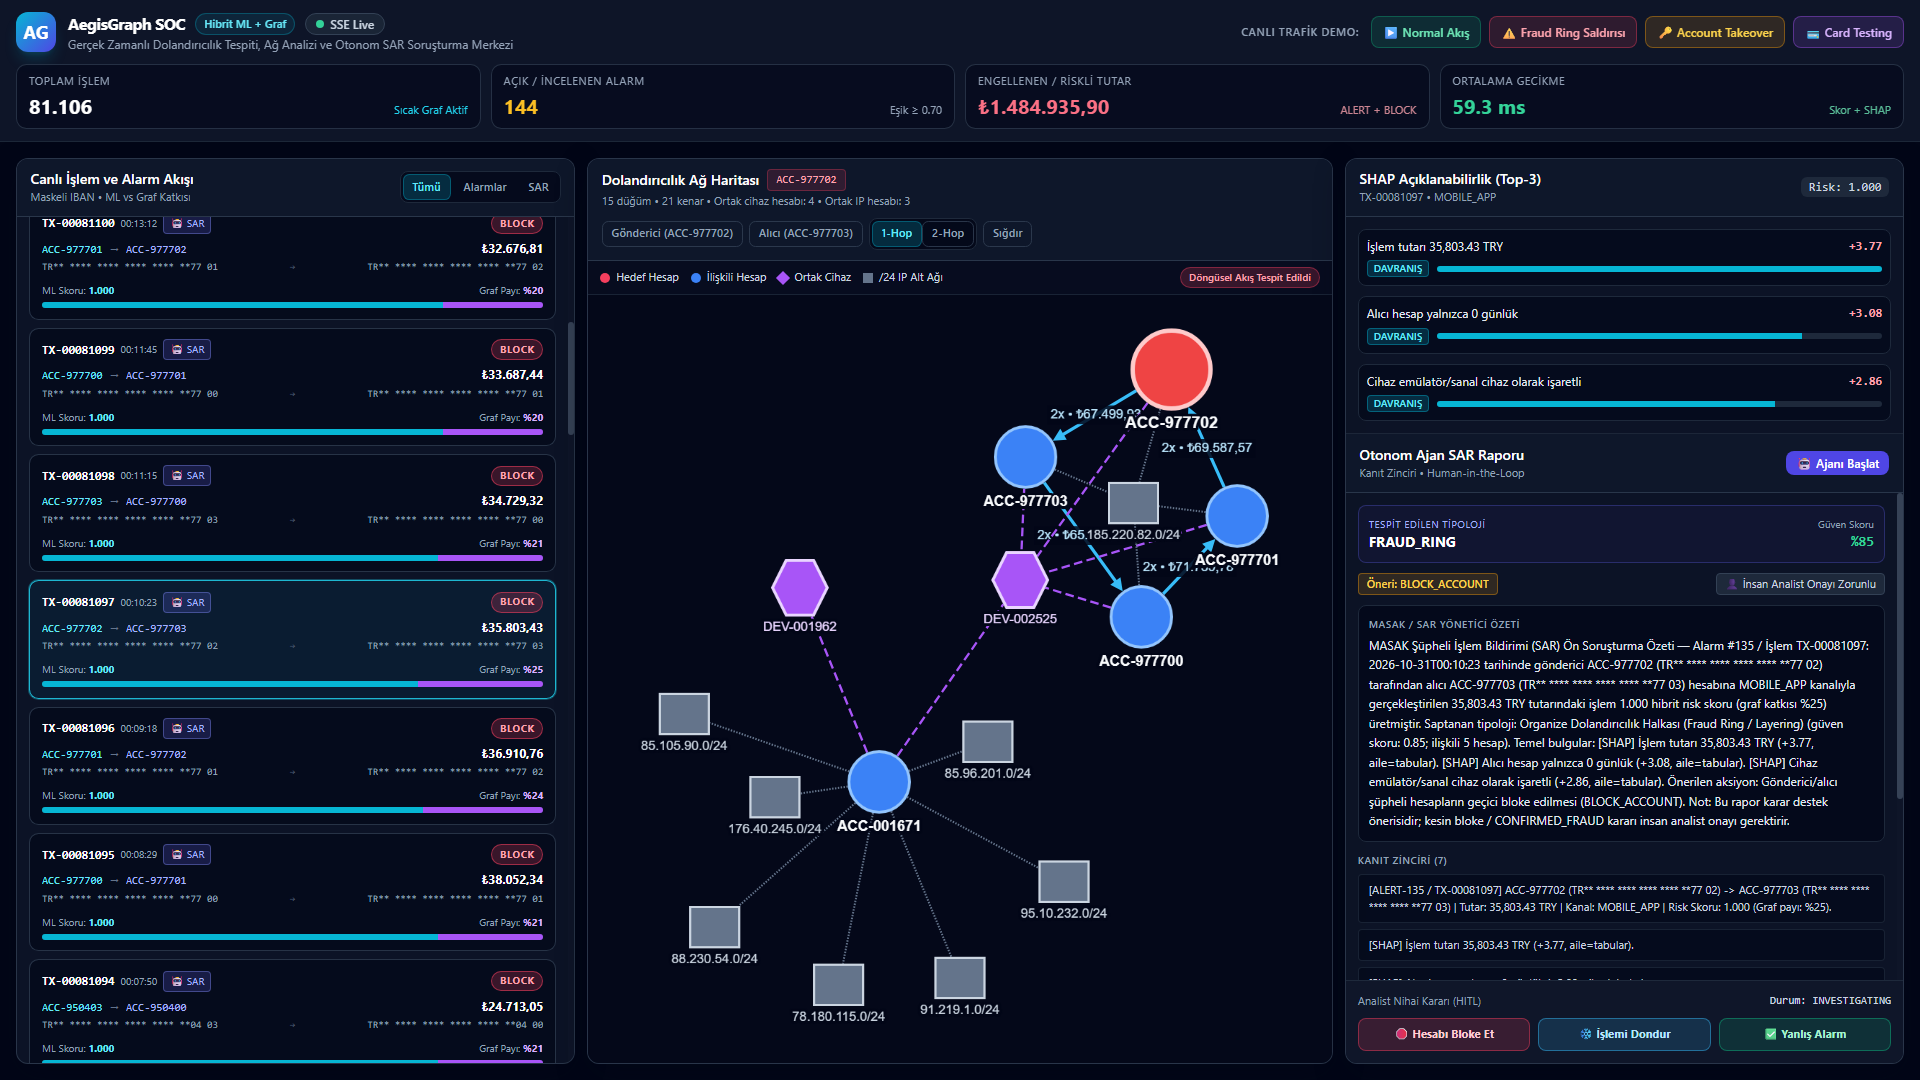 AG
AegisGraph SOC
Hibrit ML + Graf
SSE Live
Gerçek Zamanlı Dolandırıcılık Tespiti, Ağ Analizi ve Otonom SAR Soruşturma Merkezi
CANLI TRAFİK DEMO:
Normal Akış
Fraud Ring Saldırısı
Account Takeover
Card Testing
TOPLAM İŞLEM
81.106
Sıcak Graf Aktif
AÇIK / İNCELENEN ALARM
144
Eşik ≥ 0.70
ENGELLENEN / RİSKLİ TUTAR
₺1.484.935,90
ALERT + BLOCK
ORTALAMA GECİKME
59.3 ms
Skor + SHAP
Canlı İşlem ve Alarm Akışı
Maskeli IBAN • ML vs Graf Katkısı
Tümü
Alarmlar
SAR
TX-00081100 00:13:12 SAR BLOCK
ACC-977701 → ACC-977702 ₺32.676,81
TR** **** **** **** **** **77 01 → TR** **** **** **** **** **77 02
ML Skoru: 1.000 Graf Payı: %20
TX-00081099 00:11:45 SAR BLOCK
ACC-977700 → ACC-977701 ₺33.687,44
TR** **** **** **** **** **77 00 → TR** **** **** **** **** **77 01
ML Skoru: 1.000 Graf Payı: %20
TX-00081098 00:11:15 SAR BLOCK
ACC-977703 → ACC-977700 ₺34.729,32
TR** **** **** **** **** **77 03 → TR** **** **** **** **** **77 00
ML Skoru: 1.000 Graf Payı: %21
TX-00081097 00:10:23 SAR BLOCK
ACC-977702 → ACC-977703 ₺35.803,43
TR** **** **** **** **** **77 02 → TR** **** **** **** **** **77 03
ML Skoru: 1.000 Graf Payı: %25
TX-00081096 00:09:18 SAR BLOCK
ACC-977701 → ACC-977702 ₺36.910,76
TR** **** **** **** **** **77 01 → TR** **** **** **** **** **77 02
ML Skoru: 1.000 Graf Payı: %24
TX-00081095 00:08:29 SAR BLOCK
ACC-977700 → ACC-977701 ₺38.052,34
TR** **** **** **** **** **77 00 → TR** **** **** **** **** **77 01
ML Skoru: 1.000 Graf Payı: %21
TX-00081094 00:07:50 SAR BLOCK
ACC-950403 → ACC-950400 ₺24.713,05
TR** **** **** **** **** **04 03 → TR** **** **** **** **** **04 00
ML Skoru: 1.000 Graf Payı: %21
Dolandırıcılık Ağ Haritası
ACC-977702
15 düğüm • 21 kenar • Ortak cihaz hesabı: 4 • Ortak IP hesabı: 3
Gönderici (ACC-977702)
Alıcı (ACC-977703)
1-Hop
2-Hop
Sığdır
Hedef Hesap
İlişkili Hesap
Ortak Cihaz
/24 IP Alt Ağı
Döngüsel Akış Tespit Edildi
2x • ₺67.499,
ACC-977702
2x • ₺69.587,57
ACC-977703
2x • ₺65.
185.220.82.0/24
ACC-977701
2x • ₺71.
DEV-001962
DEV-002525
ACC-977700
85.105.90.0/24
85.96.201.0/24
176.40.245.0/24
ACC-001671
95.10.232.0/24
88.230.54.0/24
78.180.115.0/24
91.219.1.0/24
SHAP Açıklanabilirlik (Top-3)
TX-00081097 • MOBILE_APP
Risk: 1.000
İşlem tutarı 35,803.43 TRY +3.77
DAVRANIŞ
Alıcı hesap yalnızca 0 günlük +3.08
DAVRANIŞ
Cihaz emülatör/sanal cihaz olarak işaretli +2.86
DAVRANIŞ
Otonom Ajan SAR Raporu
Kanıt Zinciri • Human-in-the-Loop
Ajanı Başlat
TESPİT EDİLEN TİPOLOJİ
FRAUD_RING
Güven Skoru
%85
Öneri: BLOCK_ACCOUNT
İnsan Analist Onayı Zorunlu
MASAK / SAR YÖNETİCİ ÖZETİ
MASAK Şüpheli İşlem Bildirimi (SAR) Ön Soruşturma Özeti — Alarm #135 / İşlem TX-00081097:
2026-10-31T00:10:23 tarihinde gönderici ACC-977702 (TR** **** **** **** **** **77 02)
tarafından alıcı ACC-977703 (TR** **** **** **** **** **77 03) hesabına MOBILE_APP kanalıyla
gerçekleştirilen 35,803.43 TRY tutarındaki işlem 1.000 hibrit risk skoru (graf katkısı %25)
üretmiştir. Saptanan tipoloji: Organize Dolandırıcılık Halkası (Fraud Ring / Layering) (güven
skoru: 0.85; ilişkili 5 hesap). Temel bulgular: [SHAP] İşlem tutarı 35,803.43 TRY (+3.77,
aile=tabular). [SHAP] Alıcı hesap yalnızca 0 günlük (+3.08, aile=tabular). [SHAP] Cihaz
emülatör/sanal cihaz olarak işaretli (+2.86, aile=tabular). Önerilen aksiyon: Gönderici/alıcı
şüpheli hesapların geçici bloke edilmesi (BLOCK_ACCOUNT). Not: Bu rapor karar destek
önerisidir; kesin bloke / CONFIRMED_FRAUD kararı insan analist onayı gerektirir.
KANIT ZİNCİRİ (7)
[ALERT-135 / TX-00081097] ACC-977702 (TR** **** **** **** **** **77 02) -> ACC-977703 (TR** **** ****
**** **** **77 03) | Tutar: 35,803.43 TRY | Kanal: MOBILE_APP | Risk Skoru: 1.000 (Graf payı: %25).
[SHAP] İşlem tutarı 35,803.43 TRY (+3.77, aile=tabular).
Analist Nihai Kararı (HITL)
Durum: INVESTIGATING
Hesabı Bloke Et
İşlemi Dondur
Yanlış Alarm